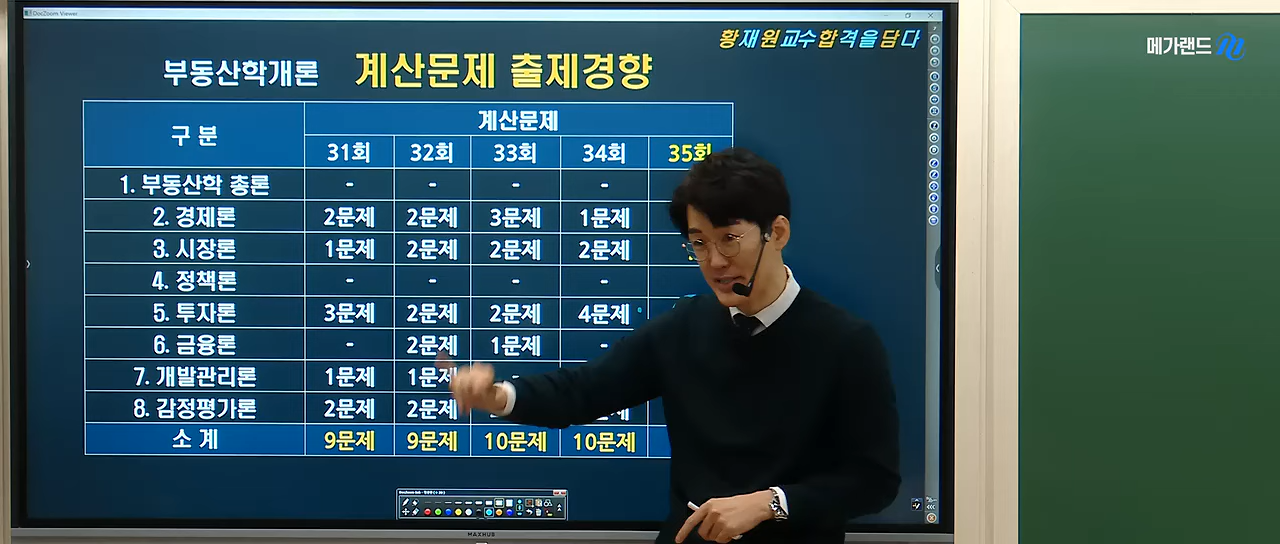 DocZoom Viewer
황재원교수합격을담다
메가랜드
부동산학개론 계산문제 출제경향
구 분 계산문제
31회 32회 33회 34회 35회
1. 부동산학 총론 - - - -
2. 경제론 2문제 2문제 3문제 1문제
3. 시장론 1문제 2문제 2문제 2문제
4. 정책론 - - - -
5. 투자론 3문제 2문제 2문제 4문제
6. 금융론 - 2문제 1문제 -
7. 개발관리론 1문제 1문제 -
8. 감정평가론 2문제 2문제
소 계 9문제 9문제 10문제 10문제
MAXHUB